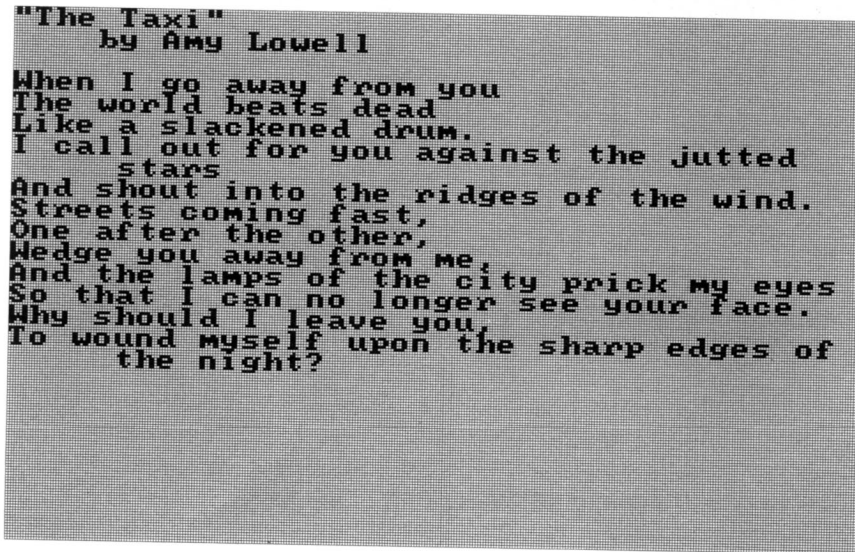 "The Taxi"
by Amy Lowell
When I go away from you
The world beats dead
Like a slackened drum.
I call out for you against the jutted
stars
And shout into the ridges of the wind.
Streets coming fast,
One after the other,
Wedge you away from me,
And the lamps of the city prick my eyes
So that I can no longer see your face.
Why should I leave you,
To wound myself upon the sharp edges of
the night?